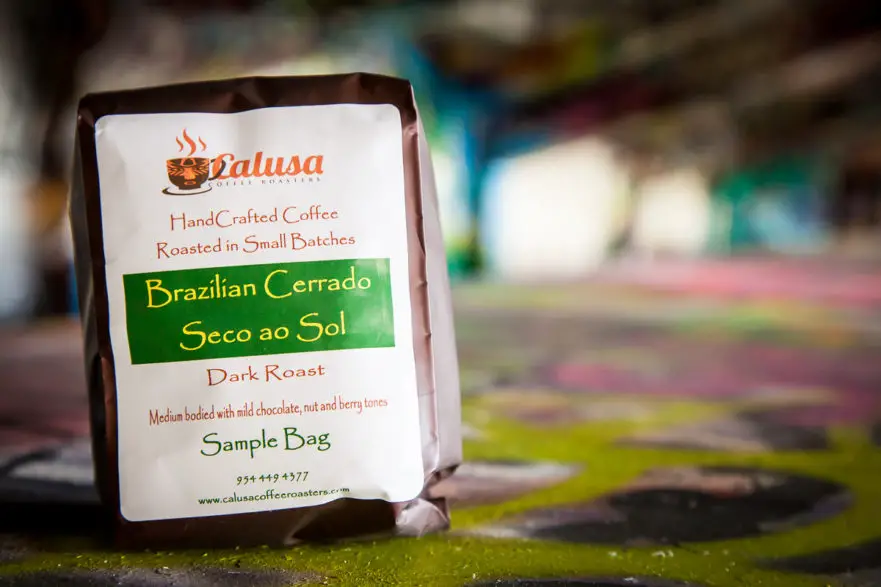 Calusa
COFFEE ROASTERS
HandCrafted Coffee
Roasted in Small Batches
Brazilian Cerrado
Seco ao Sol
Dark Roast
Medium bodied with mild chocolate, nut and berry tones
Sample Bag
954 449 4377
www.calusacoffeeroasters.com